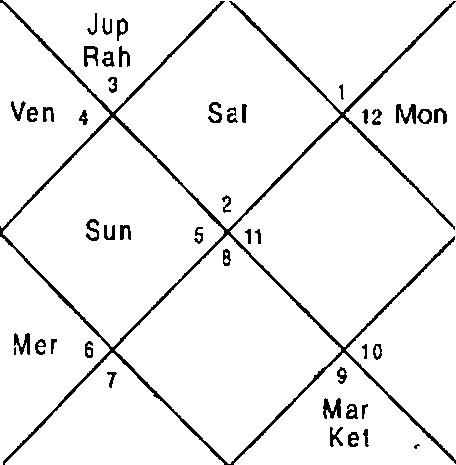 Jup
Rah
3
1
Ven 4
Sat
12 Mon
2
Sun
5 11
8
Mer 6
10
7
9
Mar
Ket